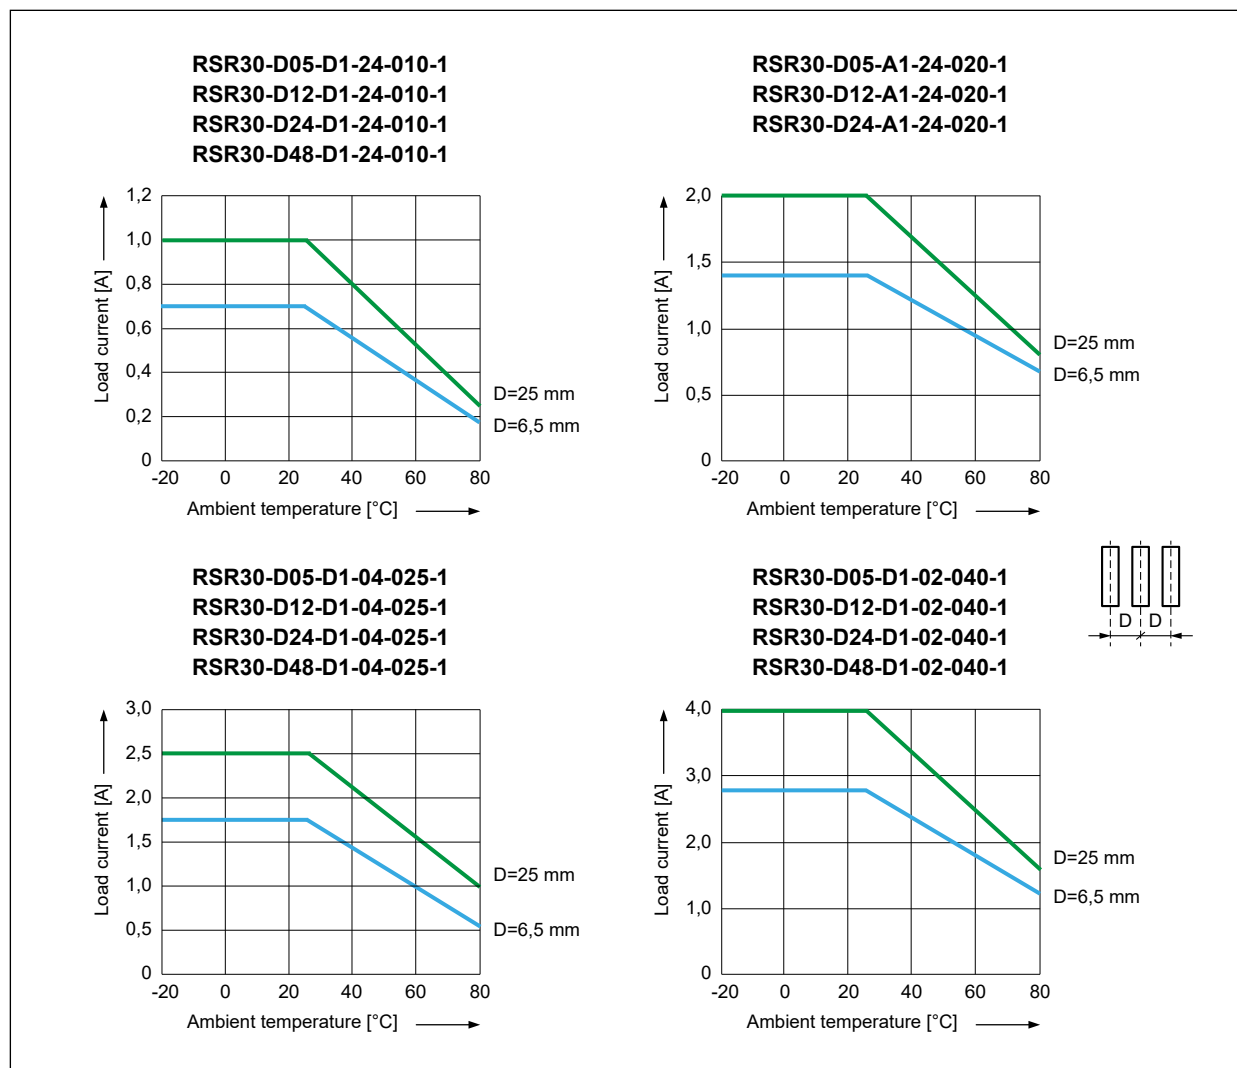 RSR30-D05-D1-24-010-1
RSR30-D12-D1-24-010-1
RSR30-D24-D1-24-010-1
RSR30-D48-D1-24-010-1
1,2
1,0
0,8
0,6
0,4
0,2
0
Load current [A]
-20 0 20 40 60 80
Ambient temperature [°C]
D=25 mm
D=6,5 mm
RSR30-D05-A1-24-020-1
RSR30-D12-A1-24-020-1
RSR30-D24-A1-24-020-1
2,0
1,5
1,0
0,5
0
Load current [A]
-20 0 20 40 60 80
Ambient temperature [°C]
D=25 mm
D=6,5 mm
RSR30-D05-D1-04-025-1
RSR30-D12-D1-04-025-1
RSR30-D24-D1-04-025-1
RSR30-D48-D1-04-025-1
3,0
2,5
2,0
1,5
1,0
0,5
0
Load current [A]
-20 0 20 40 60 80
Ambient temperature [°C]
D=25 mm
D=6,5 mm
RSR30-D05-D1-02-040-1
RSR30-D12-D1-02-040-1
RSR30-D24-D1-02-040-1
RSR30-D48-D1-02-040-1
4,0
3,0
2,0
1,0
0
Load current [A]
-20 0 20 40 60 80
Ambient temperature [°C]
D=25 mm
D=6,5 mm
D D